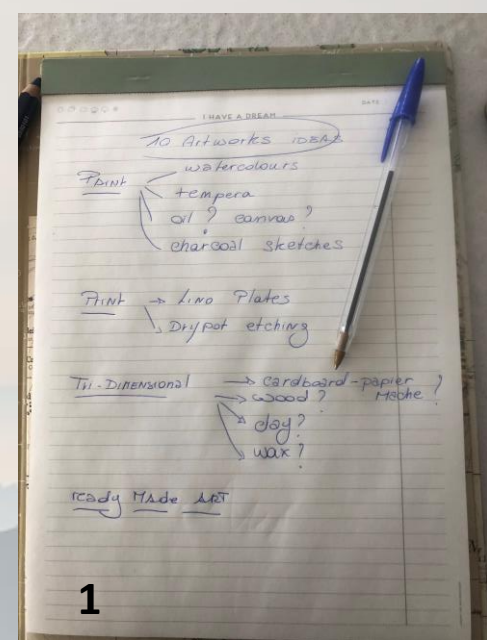 I HAVE A DREAM
DATE
10 Artworks IDEAS
PAINT
watercolours
tempera
oil? canvas?
charcoal sketches
Print → Lino Plates
↘ Drypot etching
Tri-Dimensional → cardboard-papier Mache?
→ wood?
clay?
wax?
ready MAde ART
1